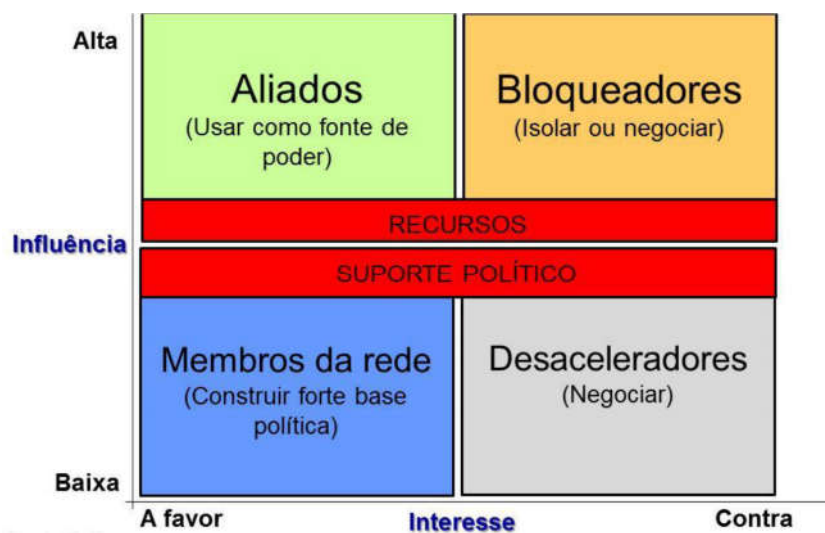 Alta
Aliados
(Usar como fonte de
poder)
Bloqueadores
(Isolar ou negociar)
RECURSOS
Influência
SUPORTE POLÍTICO
Membros da rede
(Construir forte base
política)
Desaceleradores
(Negociar)
Baixa
A favor
Interesse
Contra